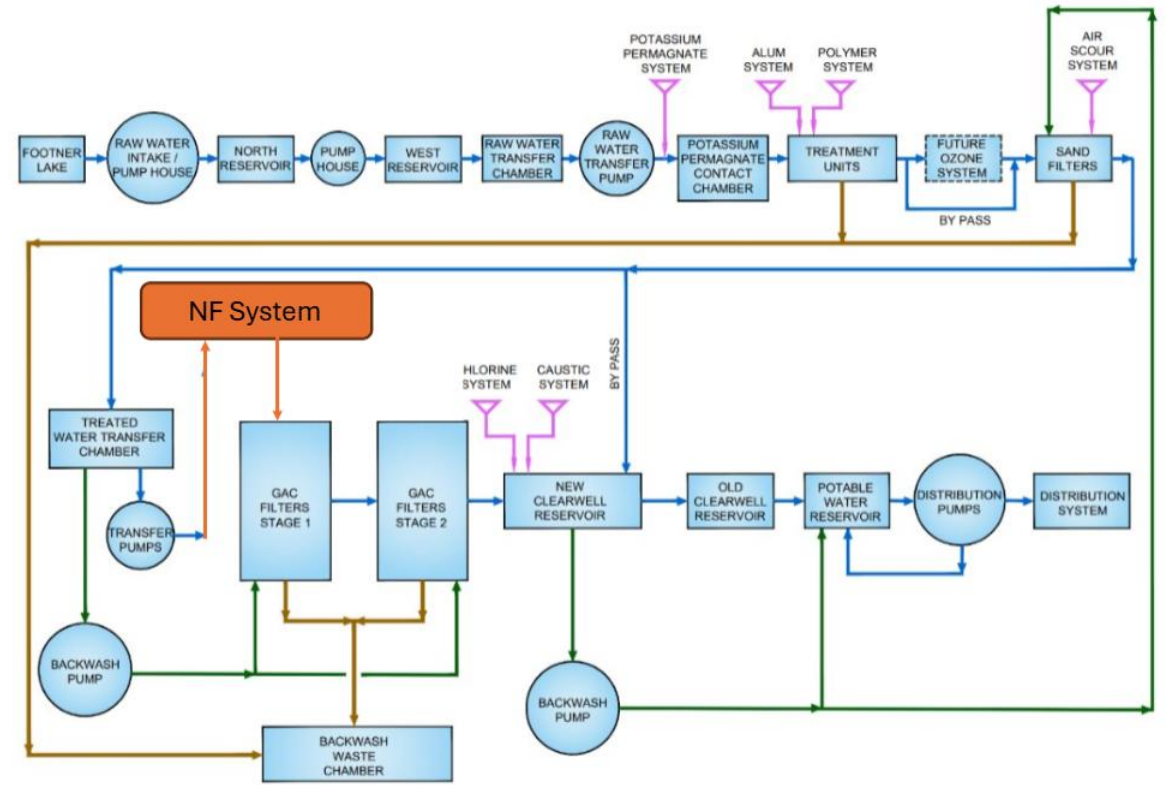 POTASSIUM
PERMAGNATE
SYSTEM
ALUM
SYSTEM
POLYMER
SYSTEM
AIR
SCOUR
SYSTEM
FOOTNER
LAKE
RAW WATER
INTAKE /
PUMP HOUSE
NORTH
RESERVOIR
PUMP
HOUSE
WEST
RESERVOIR
RAW WATER
TRANSFER
CHAMBER
RAW
WATER
TRANSFER
PUMP
POTASSIUM
PERMAGNATE
CONTACT
CHAMBER
TREATMENT
UNITS
FUTURE
OZONE
SYSTEM
SAND
FILTERS
BY PASS
NF System
BY PASS
HLORINE
SYSTEM
CAUSTIC
SYSTEM
TREATED
WATER TRANSFER
CHAMBER
TRANSFER
PUMPS
GAC
FILTERS
STAGE 1
GAC
FILTERS
STAGE 2
NEW
CLEARWELL
RESERVOIR
OLD
CLEARWELL
RESERVOIR
POTABLE
WATER
RESERVOIR
DISTRIBUTION
PUMPS
DISTRIBUTION
SYSTEM
BACKWASH
PUMP
BACKWASH
PUMP
BACKWASH
WASTE
CHAMBER